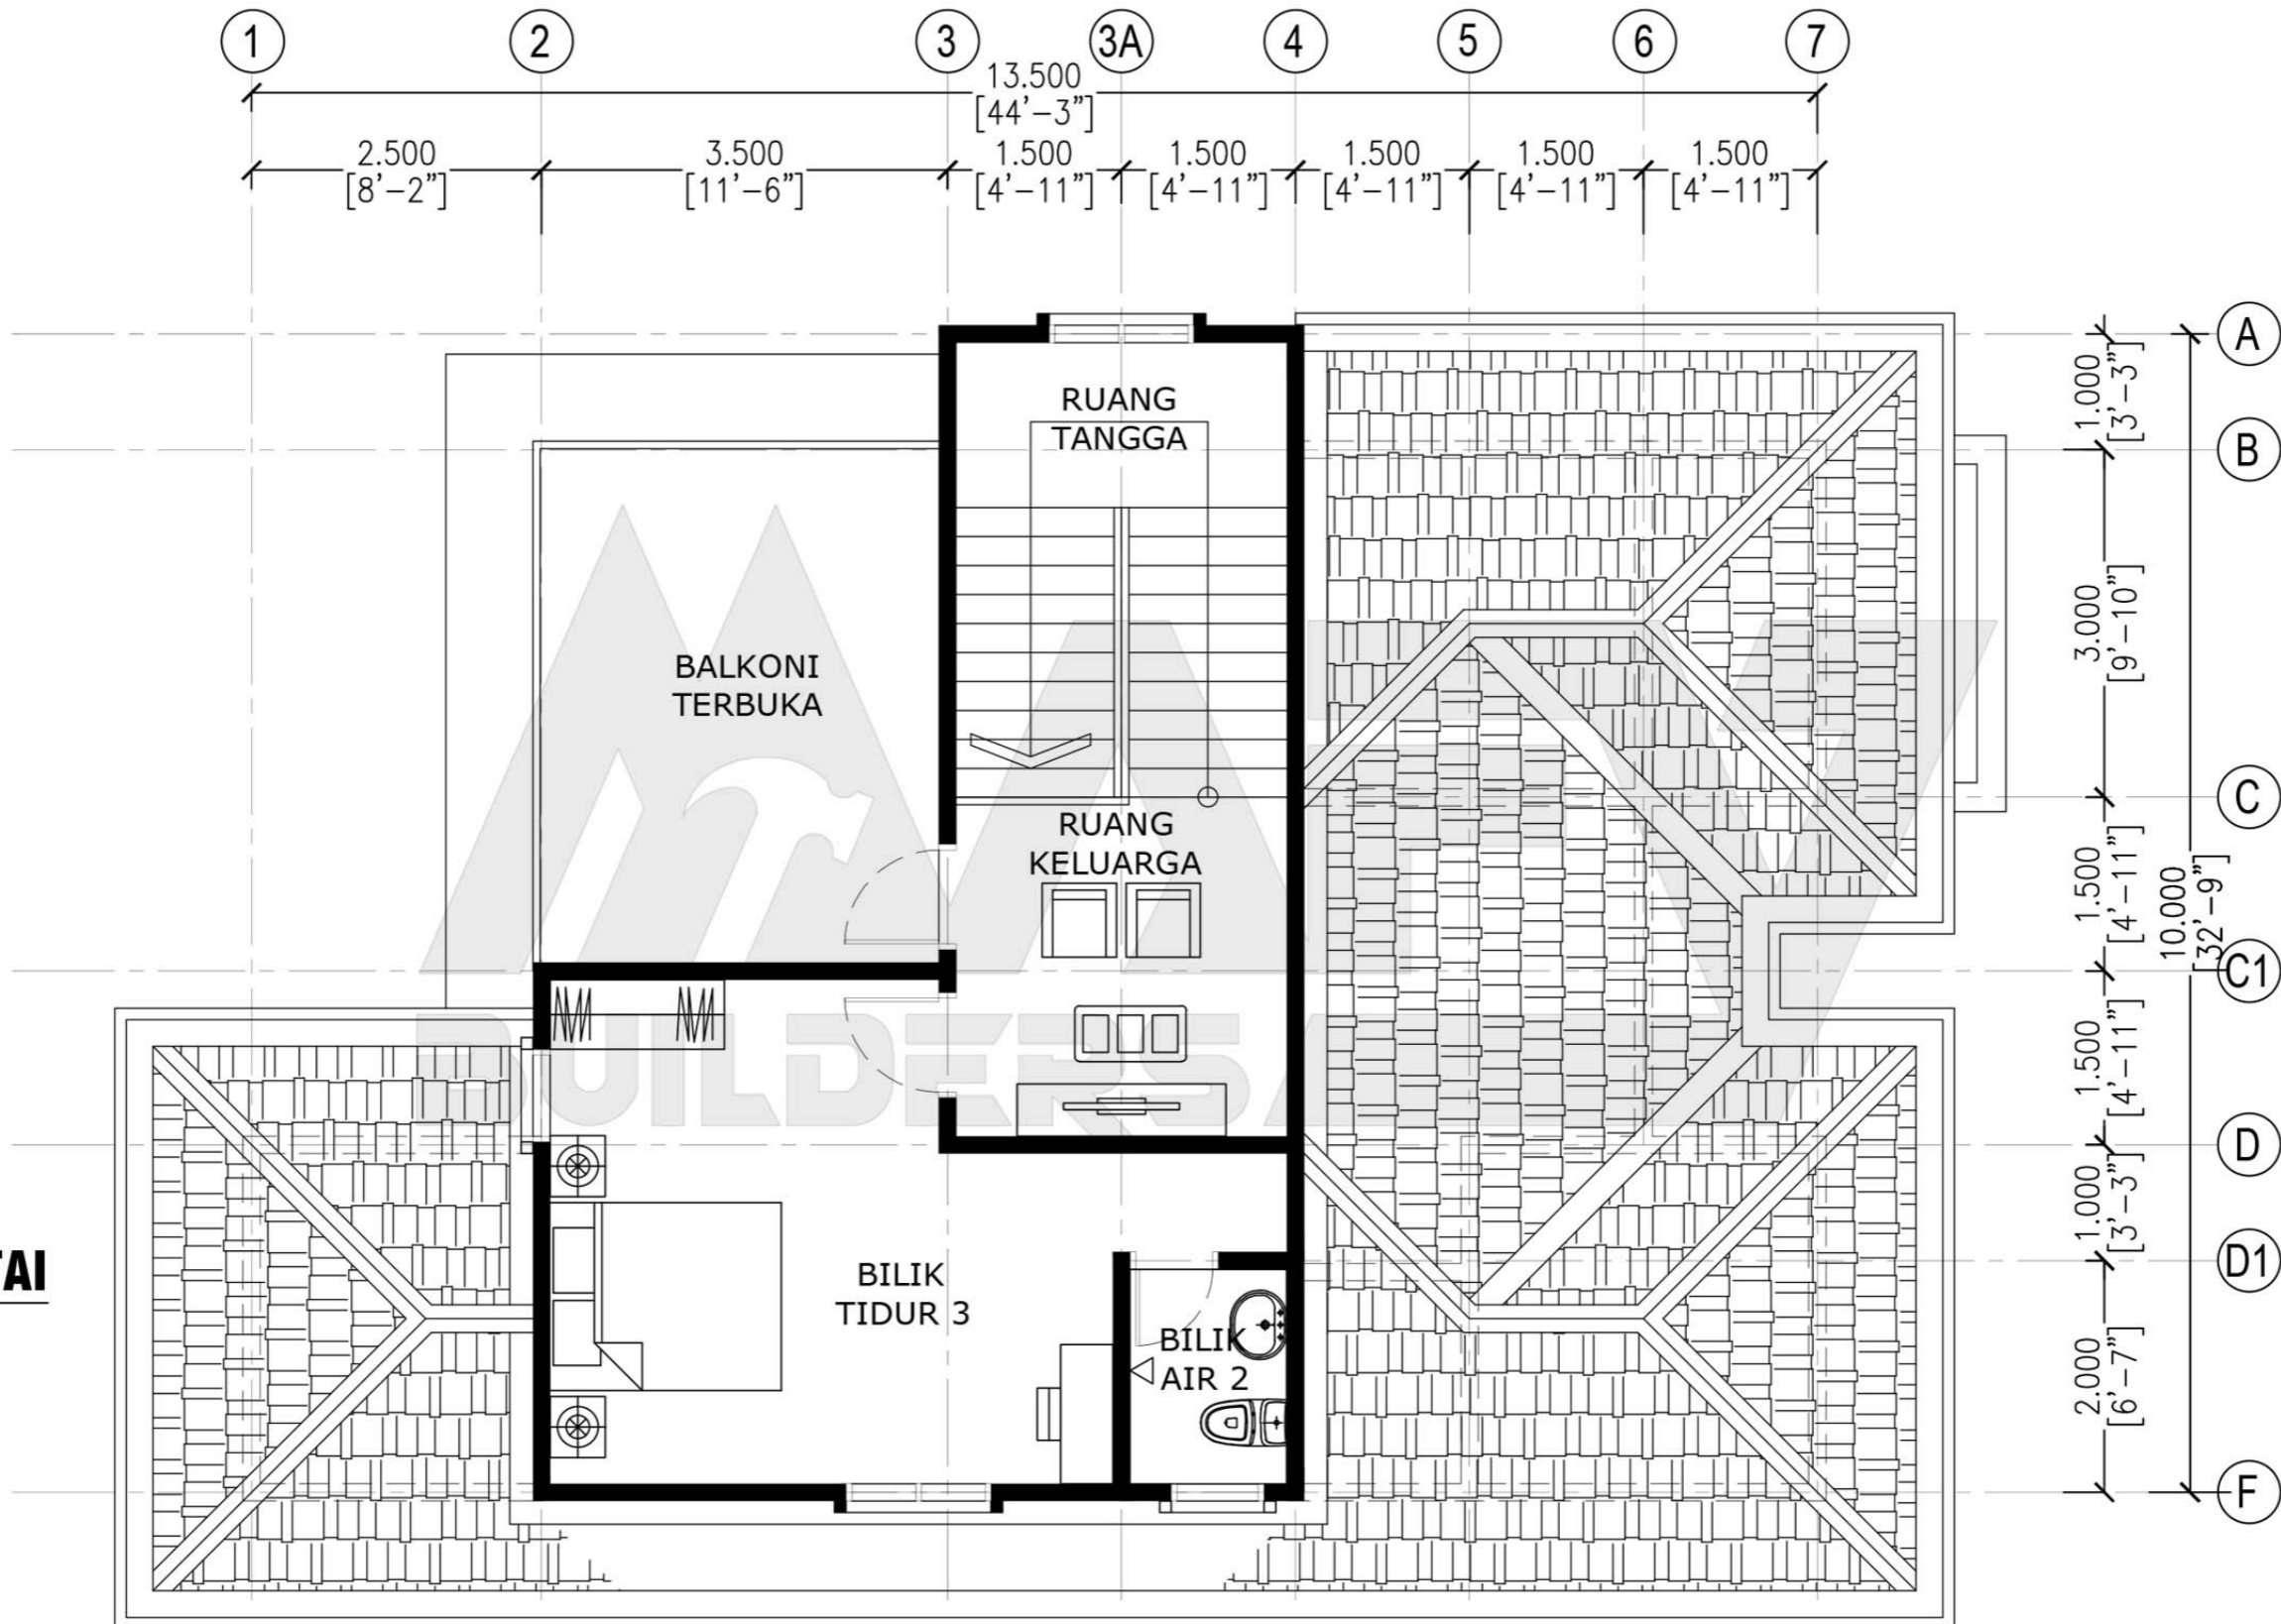 1 2 3 3A 4 5 6 7
13.500
[44'-3"]
2.500 3.500 1.500 1.500 1.500 1.500 1.500
[8'-2"] [11'-6"] [4'-11"] [4'-11"] [4'-11"] [4'-11"] [4'-11"]
A
1.000
[3'-3"]
B
3.000
[9'-10"]
C
1.500
[4'-11"]
10.000
[32'-9"]
C1
1.500
[4'-11"]
D
1.000
[3'-3"]
D1
2.000
[6'-7"]
F
RUANG
TANGGA
BALKONI
TERBUKA
RUANG
KELUARGA
BILIK
TIDUR 3
BILIK
AIR 2
TAI